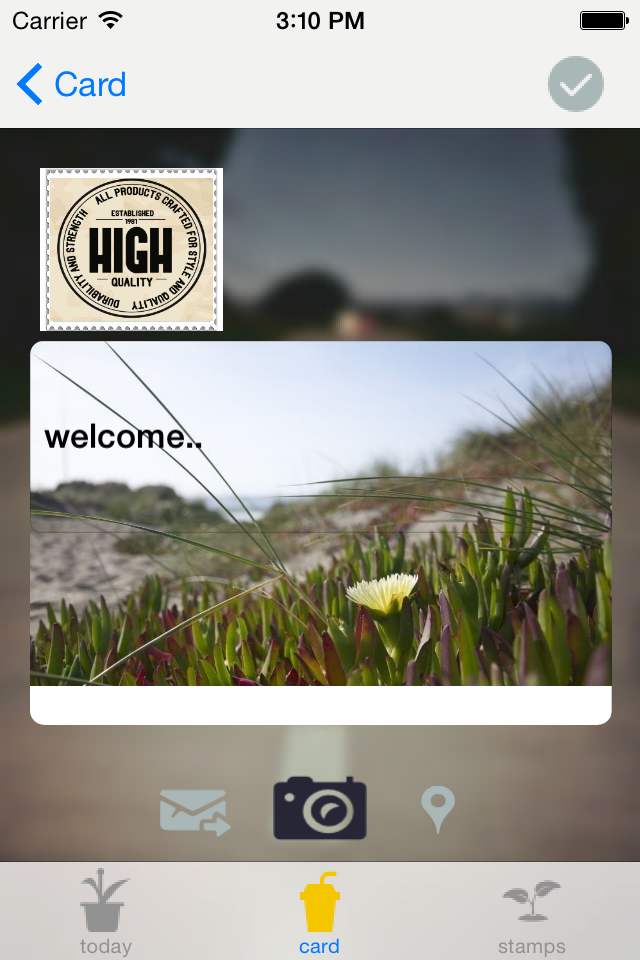 Carrier 3:10 PM
Card
ALL PRODUCTS CRAFTED FOR STYLE AND QUALITY DURABILITY AND STRENGTH
ESTABLISHED
1981
HIGH
QUALITY
welcome..
today card stamps